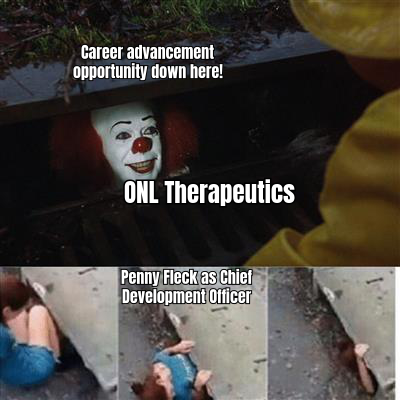 Career advancement
opportunity down here!
ONL Therapeutics
Penny Fleck as Chief
Development Officer